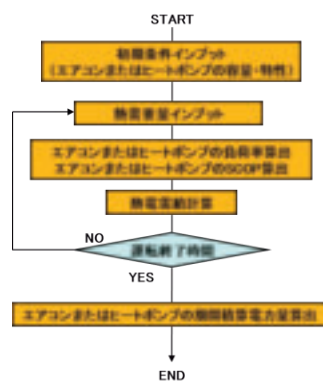 START
初期条件インプット
(エアコンまたはヒートポンプの容量・特性)
熱需要量インプット
エアコンまたはヒートポンプの負荷率算出
エアコンまたはヒートポンプのSCOP算出
熱電需給計算
NO
運転終了時間
YES
エアコンまたはヒートポンプの期間積算電力量算出
END